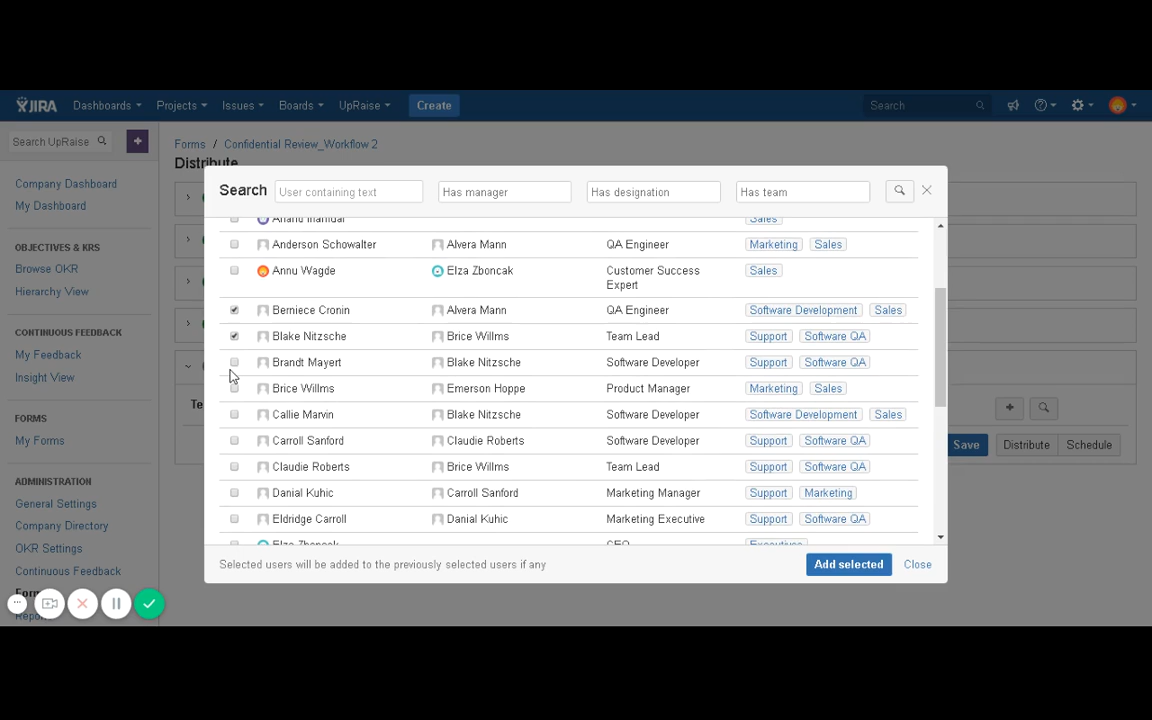 JIRA Dashboards Projects Issues Boards UpRaise Create Search
Search UpRaise +
Forms / Confidential Review_Workflow 2
Distribute
Company Dashboard
My Dashboard
OBJECTIVES & KRS
Browse OKR
Hierarchy View
CONTINUOUS FEEDBACK
My Feedback
Insight View
FORMS
My Forms
ADMINISTRATION
General Settings
Company Directory
OKR Settings
Continuous Feedback
Search User containing text Has manager Has designation Has team
Anand Inamdar Sales
Anderson Schowalter Alvera Mann QA Engineer Marketing Sales
Annu Wagde Elza Zboncak Customer Success Sales
Expert
Berniece Cronin Alvera Mann QA Engineer Software Development Sales
Blake Nitzsche Brice Willms Team Lead Support Software QA
Brandt Mayert Blake Nitzsche Software Developer Support Software QA
Brice Willms Emerson Hoppe Product Manager Marketing Sales
Callie Marvin Blake Nitzsche Software Developer Software Development Sales
Carroll Sanford Claudie Roberts Software Developer Support Software QA
Claudie Roberts Brice Willms Team Lead Support Software QA
Danial Kuhic Carroll Sanford Marketing Manager Support Marketing
Eldridge Carroll Danial Kuhic Marketing Executive Support Software QA
Elza Zboncak CEO Executives
Selected users will be added to the previously selected users if any Add selected Close
+
Save Distribute Schedule